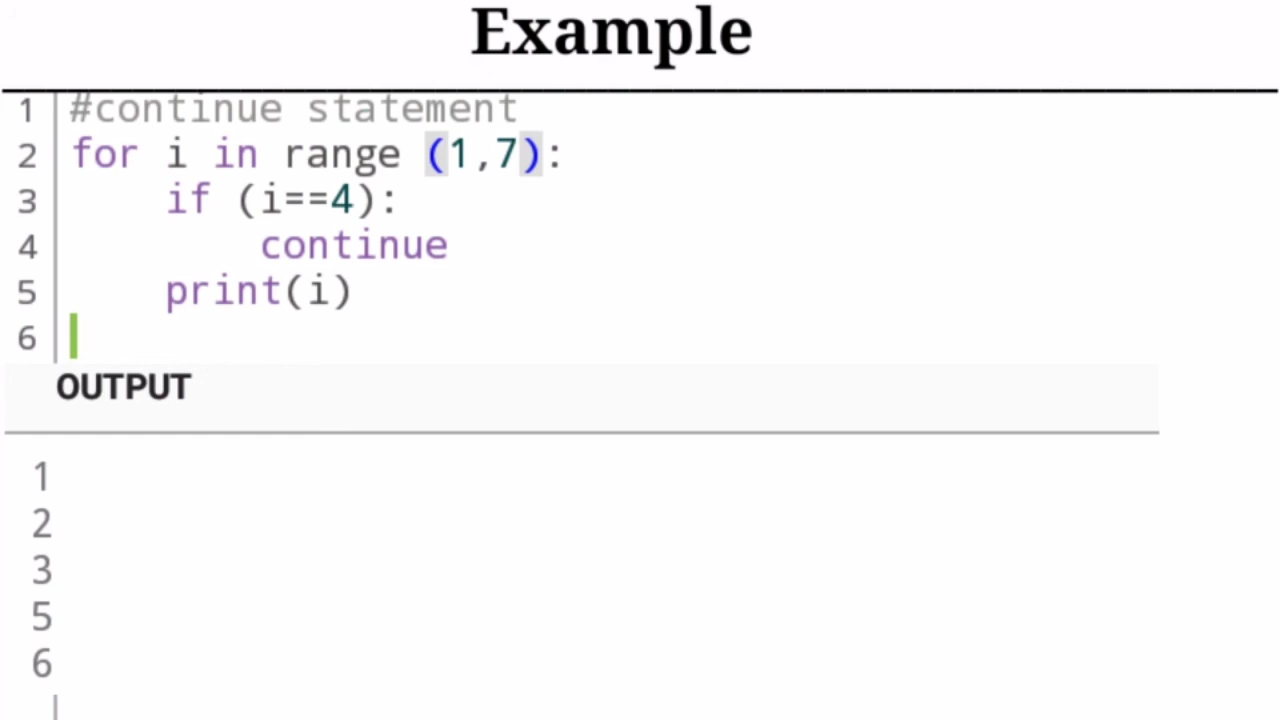 Example
1 #continue statement
2 for i in range (1,7):
3     if (i==4):
4         continue
5     print(i)
6
OUTPUT
1
2
3
5
6